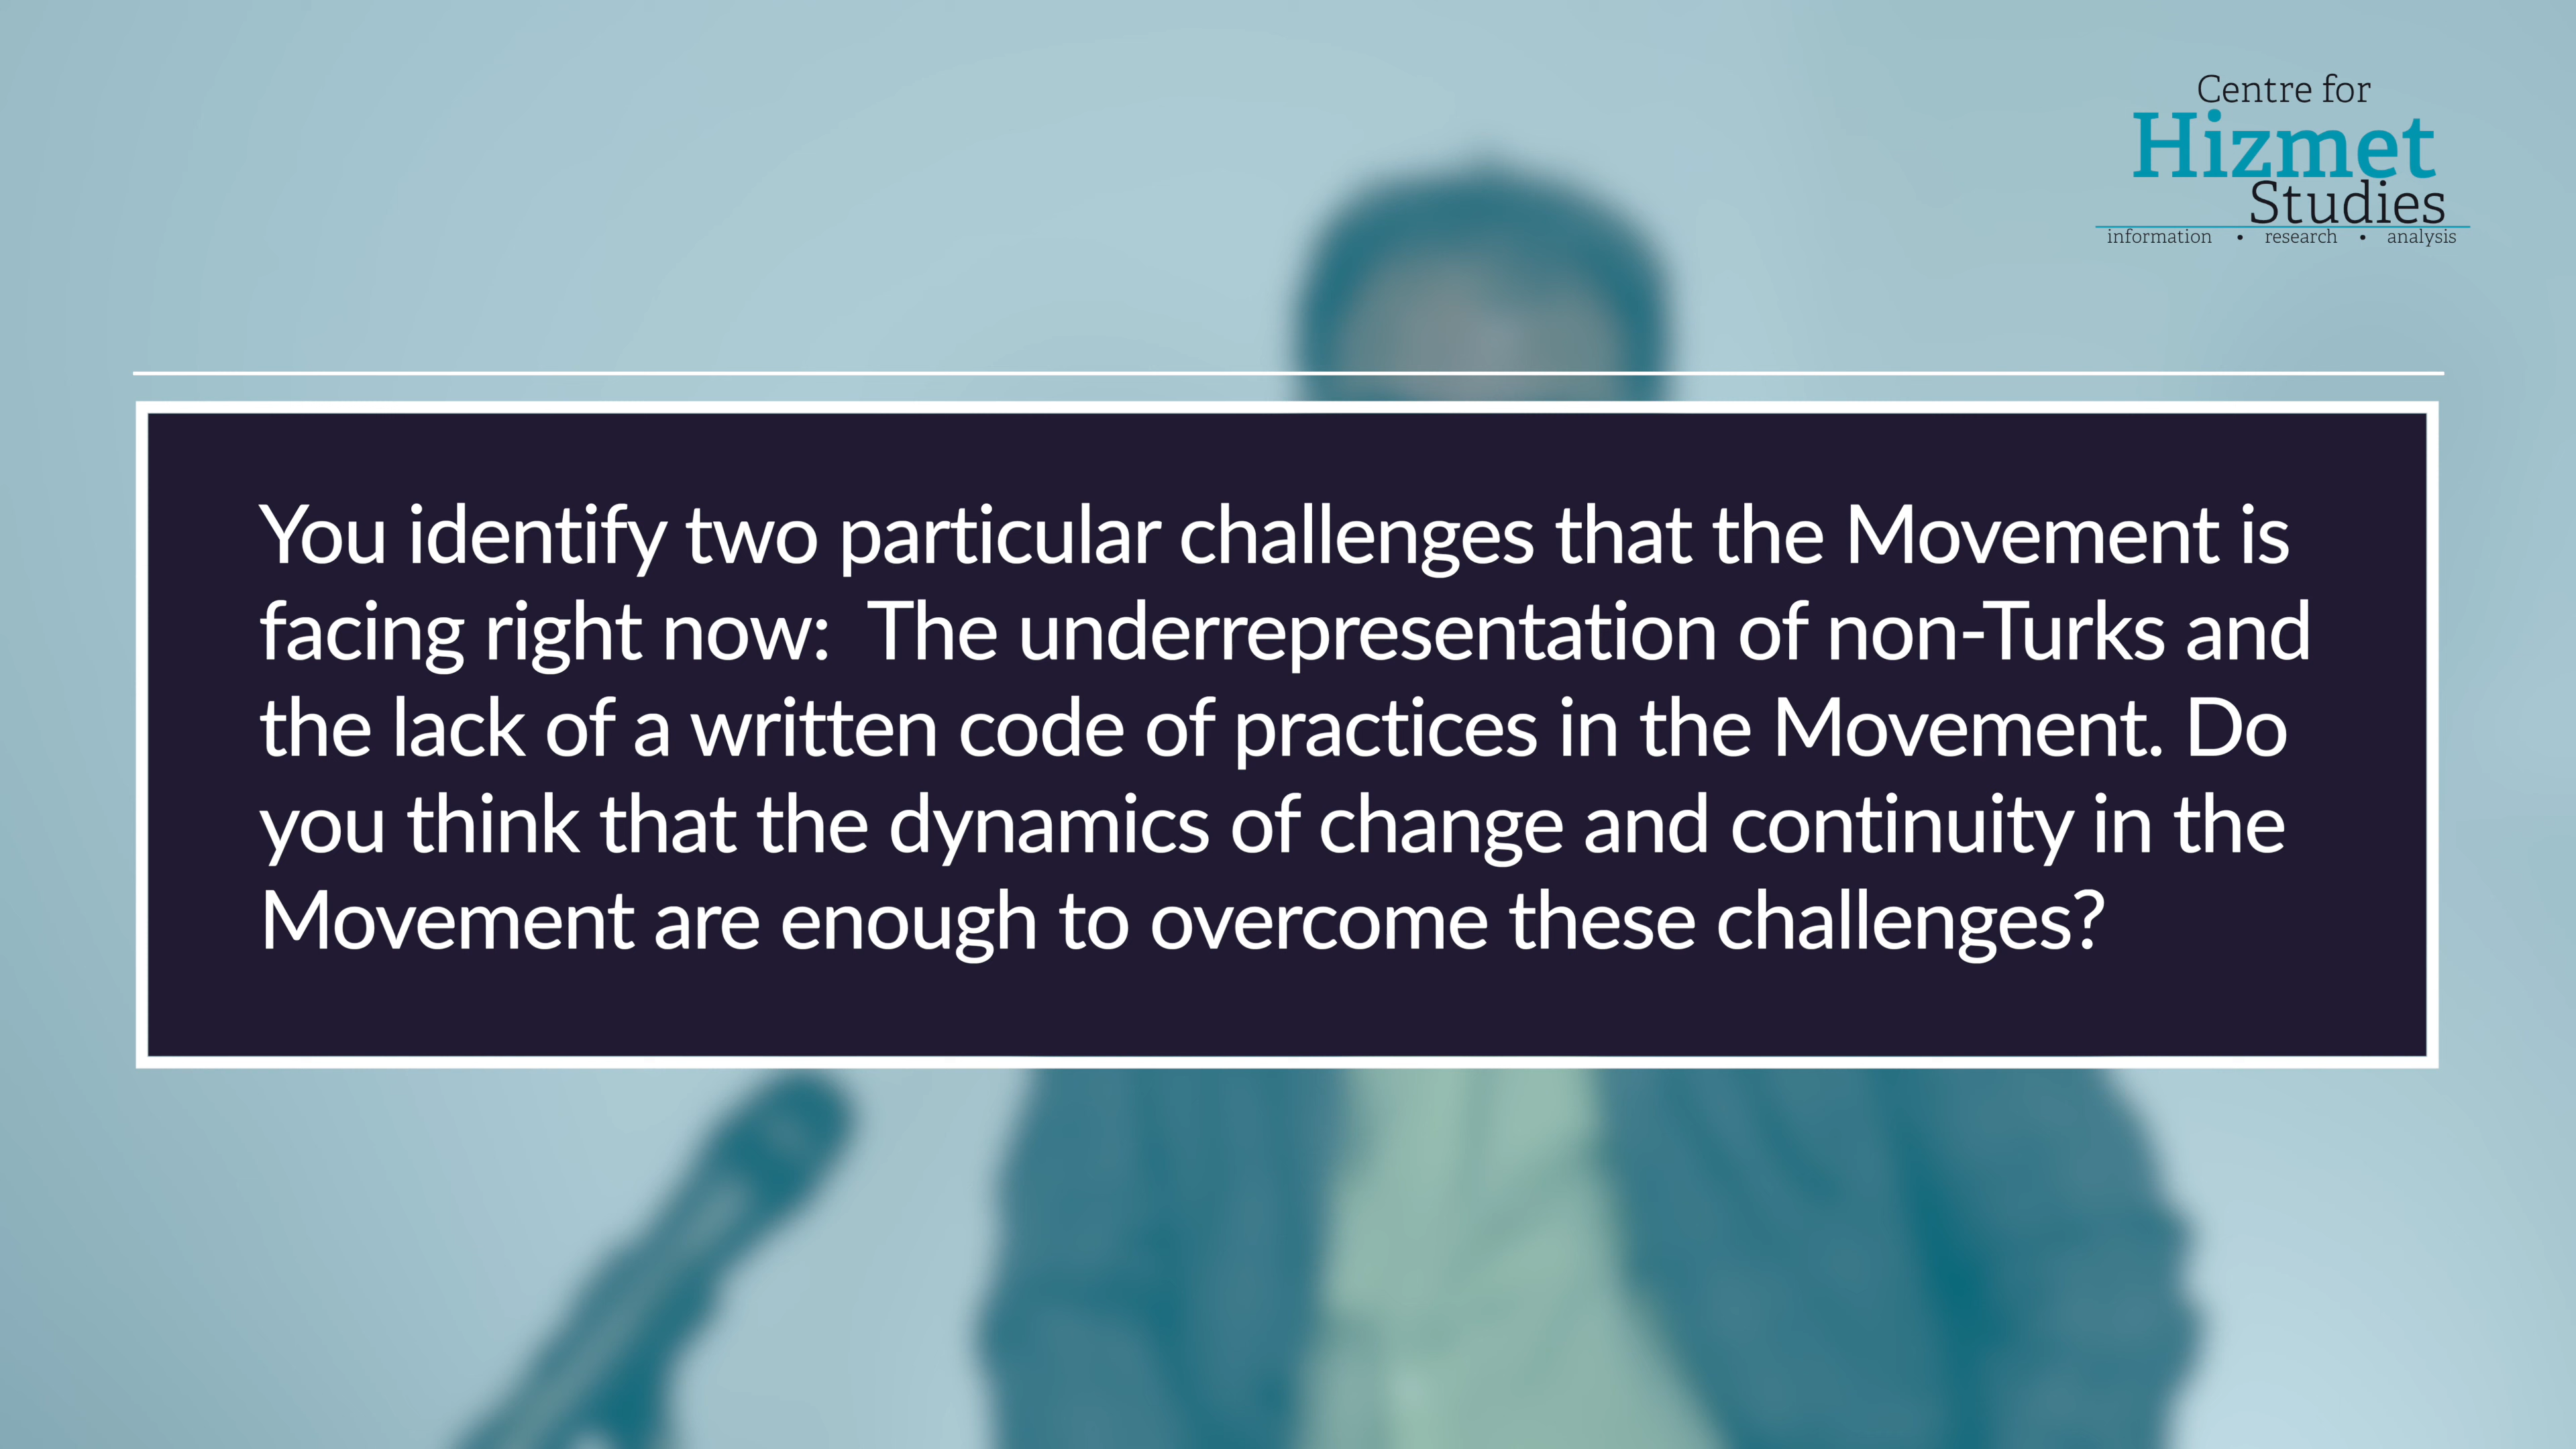 Centre for
Hizmet
Studies
information • research • analysis
You identify two particular challenges that the Movement is
facing right now:  The underrepresentation of non-Turks and
the lack of a written code of practices in the Movement. Do
you think that the dynamics of change and continuity in the
Movement are enough to overcome these challenges?